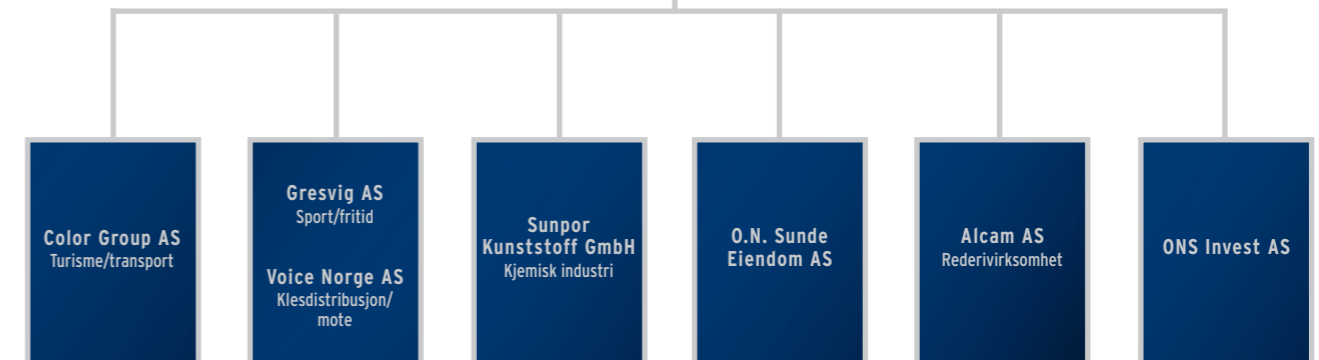 Color Group AS
Turisme/transport
Gresvig AS
Sport/fritid
Voice Norge AS
Klesdistribusjon/
mote
Sunpor
Kunststoff GmbH
Kjemisk industri
O.N. Sunde
Eiendom AS
Alcam AS
Rederivirksomhet
ONS Invest AS